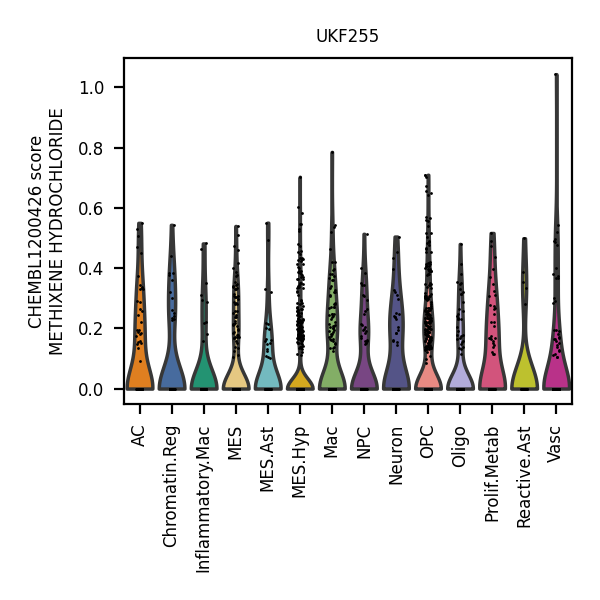 UKF255
CHEMBL1200426 score
METHIXENE HYDROCHLORIDE
1.0
0.8
0.6
0.4
0.2
0.0
AC
Chromatin.Reg
Inflammatory.Mac
MES
MES.Ast
MES.Hyp
Mac
NPC
Neuron
OPC
Oligo
Prolif.Metab
Reactive.Ast
Vasc